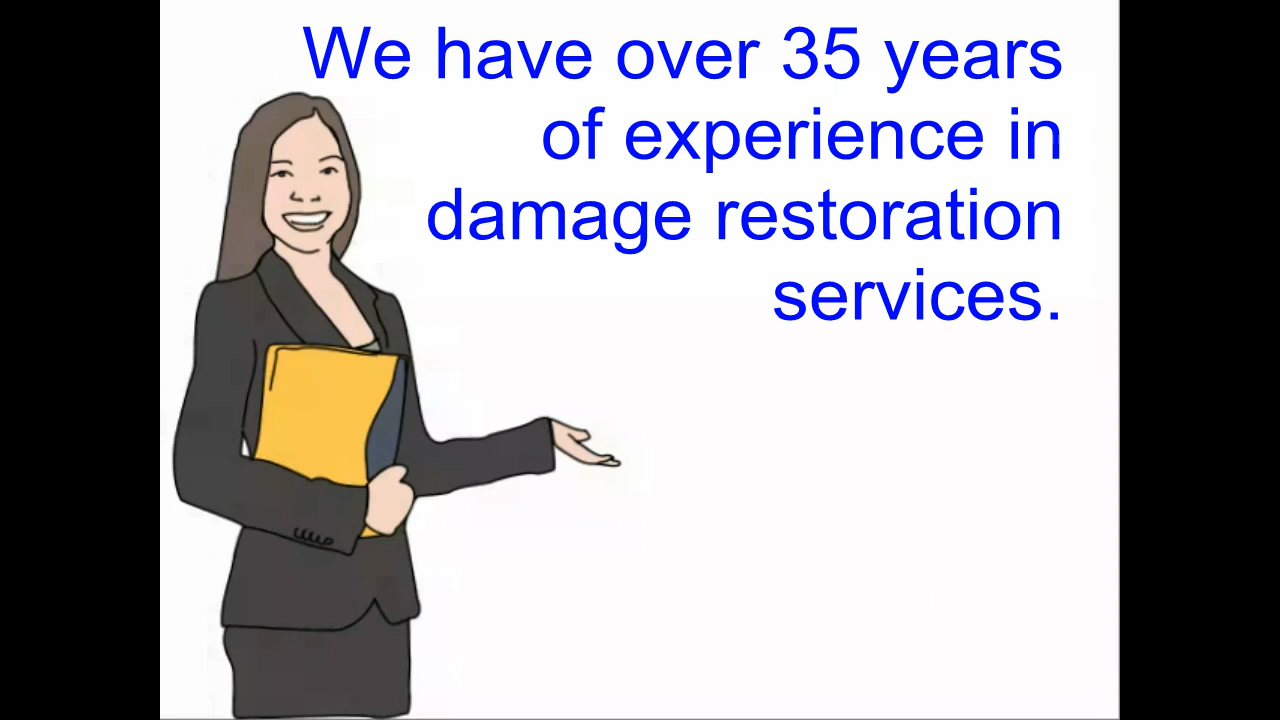 We have over 35 years
of experience in
damage restoration
services.